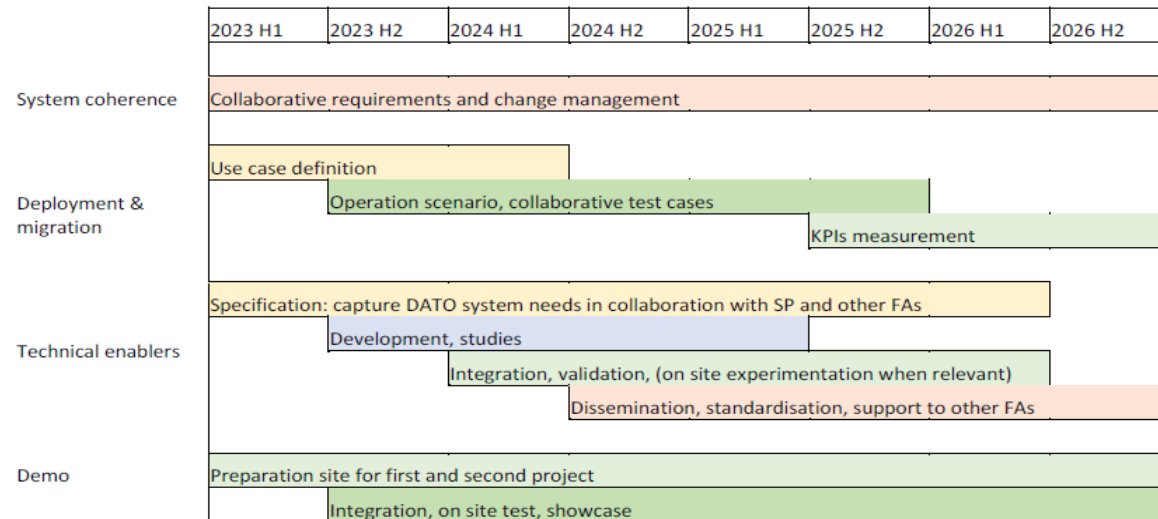 2023 H1 2023 H2 2024 H1 2024 H2 2025 H1 2025 H2 2026 H1 2026 H2
System coherence Collaborative requirements and change management
Use case definition
Deployment & Operation scenario, collaborative test cases
migration KPIs measurement
Specification: capture DATO system needs in collaboration with SP and other FAs
Development, studies
Technical enablers
Integration, validation, (on site experimentation when relevant)
Dissemination, standardisation, support to other FAs
Demo Preparation site for first and second project
Integration, on site test, showcase